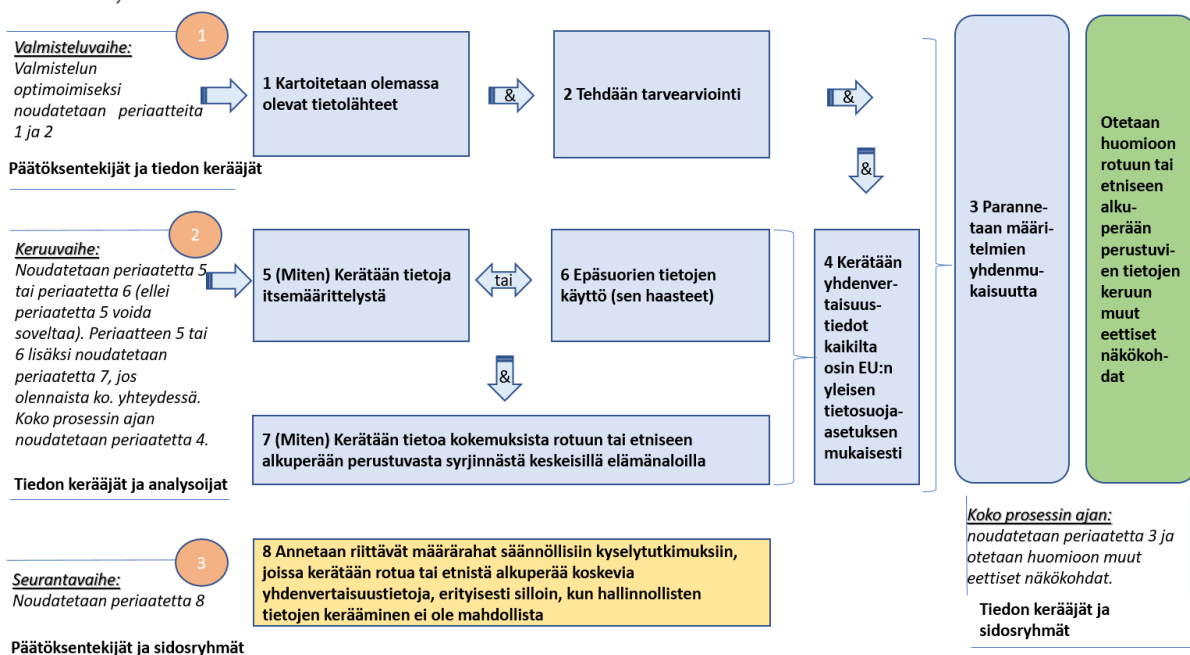 1
Valmisteluvaihe:
Valmistelun
optimoimiseksi
noudatetaan periaatteita
1 ja 2
Päätöksentekijät ja tiedon kerääjät
1 Kartoitetaan olemassa
olevat tietolähteet
&
2 Tehdään tarvearviointi
&
&
2
Keruuvaihe:
Noudatetaan periaatetta 5
tai periaatetta 6 (ellei
periaatetta 5 voida
soveltaa). Periaatteen 5 tai
6 lisäksi noudatetaan
periaatetta 7, jos
olennaista ko. yhteydessä.
Koko prosessin ajan
noudatetaan periaatetta 4.
Tiedon kerääjät ja analysoijat
5 (Miten) Kerätään tietoja
itsemäärittelystä
tai
6 Epäsuorien tietojen
käyttö (sen haasteet)
&
7 (Miten) Kerätään tietoa kokemuksista rotuun tai etniseen
alkuperään perustuvasta syrjinnästä keskeisillä elämänaloilla
4 Kerätään
yhdenver-
taisuus-
tiedot
kaikilta
osin EU:n
yleisen
tietosuoja-
asetuksen
mukaisesti
3 Paranne-
taan määri-
telmien
yhdenmu-
kaisuutta
Otetaan
huomioon
rotuun tai
etniseen
alku-
perään
perustuvi-
en tietojen
keruun
muut
eettiset
näkökoh-
dat
3
Seurantavaihe:
Noudatetaan periaatetta 8
Päätöksentekijät ja sidosryhmät
8 Annetaan riittävät määrärahat säännöllisiin kyselytutkimuksiin,
joissa kerätään rotua tai etnistä alkuperää koskevia
yhdenvertaisuustietoja, erityisesti silloin, kun hallinnollisten
tietojen kerääminen ei ole mahdollista
Koko prosessin ajan:
noudatetaan periaatetta 3 ja
otetaan huomioon muut
eettiset näkökohdat.
Tiedon kerääjät ja
sidosryhmät